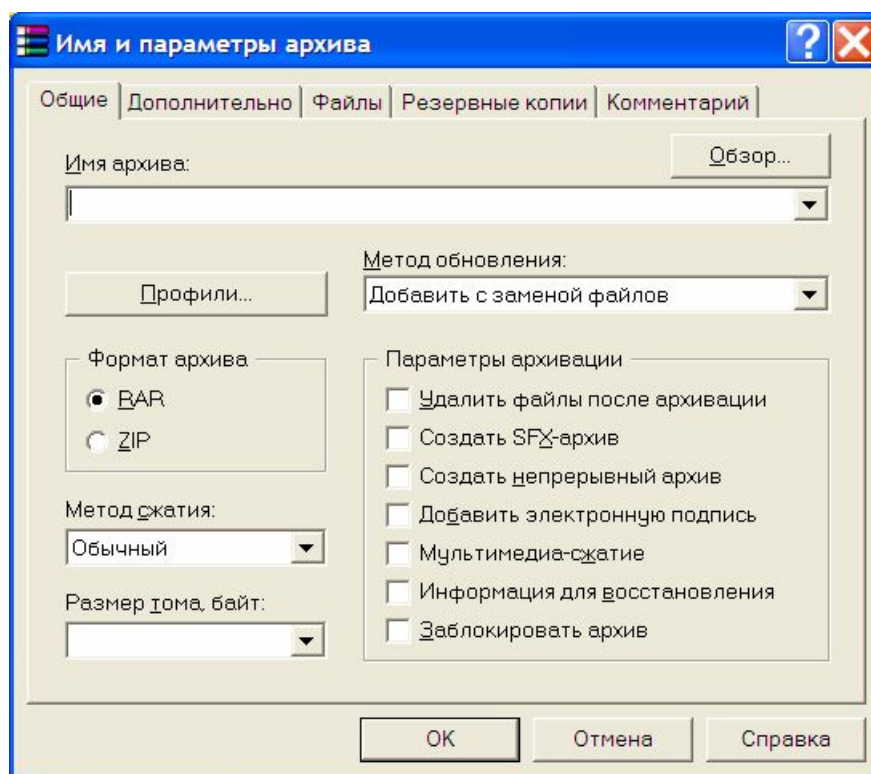 Имя и параметры архива
Общие Дополнительно Файлы Резервные копии Комментарий
Имя архива:
Обзор...
Метод обновления:
Профили...
Добавить с заменой файлов
Формат архива
RAR
ZIP
Метод сжатия:
Обычный
Размер тома, байт:
Параметры архивации
Удалить файлы после архивации
Создать SFX-архив
Создать непрерывный архив
Добавить электронную подпись
Мультимедиа-сжатие
Информация для восстановления
Заблокировать архив
OK Отмена Справка